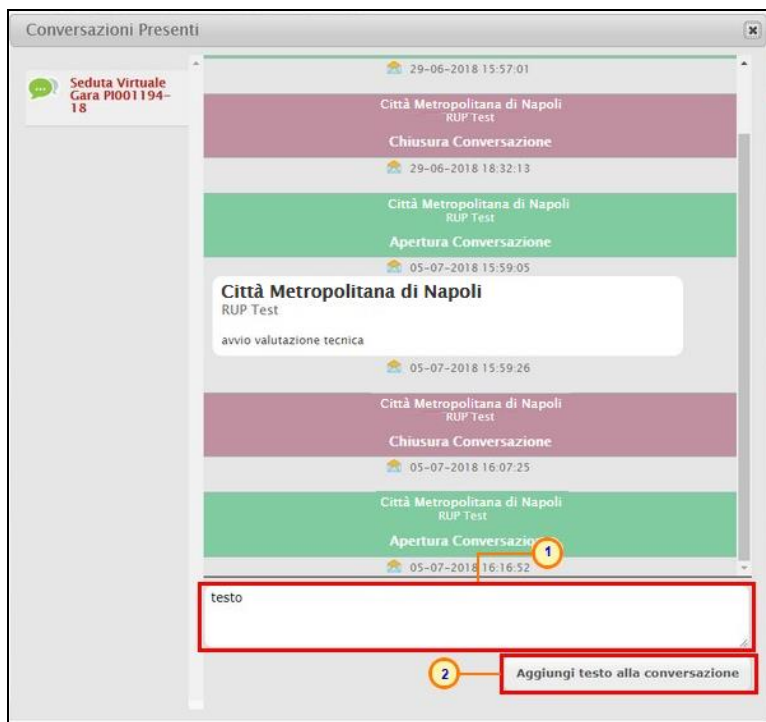 Conversazioni Presenti
Seduta Virtuale
Gara PI001194-
18
29-06-2018 15:57:01
Città Metropolitana di Napoli
RUP Test
Chiusura Conversazione
29-06-2018 18:32:13
Città Metropolitana di Napoli
RUP Test
Apertura Conversazione
05-07-2018 15:59:05
Città Metropolitana di Napoli
RUP Test
avvio valutazione tecnica
05-07-2018 15:59:26
Città Metropolitana di Napoli
RUP Test
Chiusura Conversazione
05-07-2018 16:07:25
Città Metropolitana di Napoli
RUP Test
Apertura Conversazione
1
05-07-2018 16:16:52
testo
2
Aggiungi testo alla conversazione